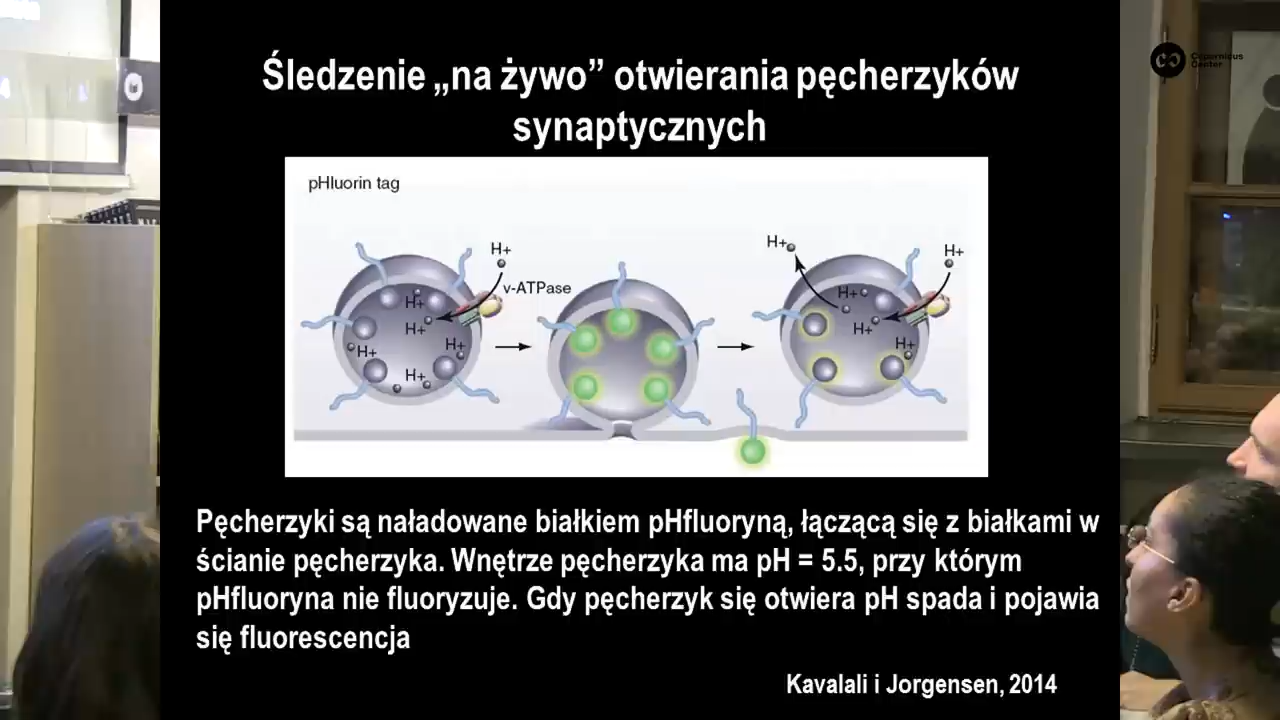 Copernicus
Center
Śledzenie „na żywo” otwierania pęcherzyków
synaptycznych
pHluorin tag
H+
v-ATPase
H+
H+
H+
H+
H+
H+
H+
H+
H+
H+
Pęcherzyki są naładowane białkiem pHfluoryną, łączącą się z białkami w
ścianie pęcherzyka. Wnętrze pęcherzyka ma pH = 5.5, przy którym
pHfluoryna nie fluoryzuje. Gdy pęcherzyk się otwiera pH spada i pojawia
się fluorescencja
Kavalali i Jorgensen, 2014